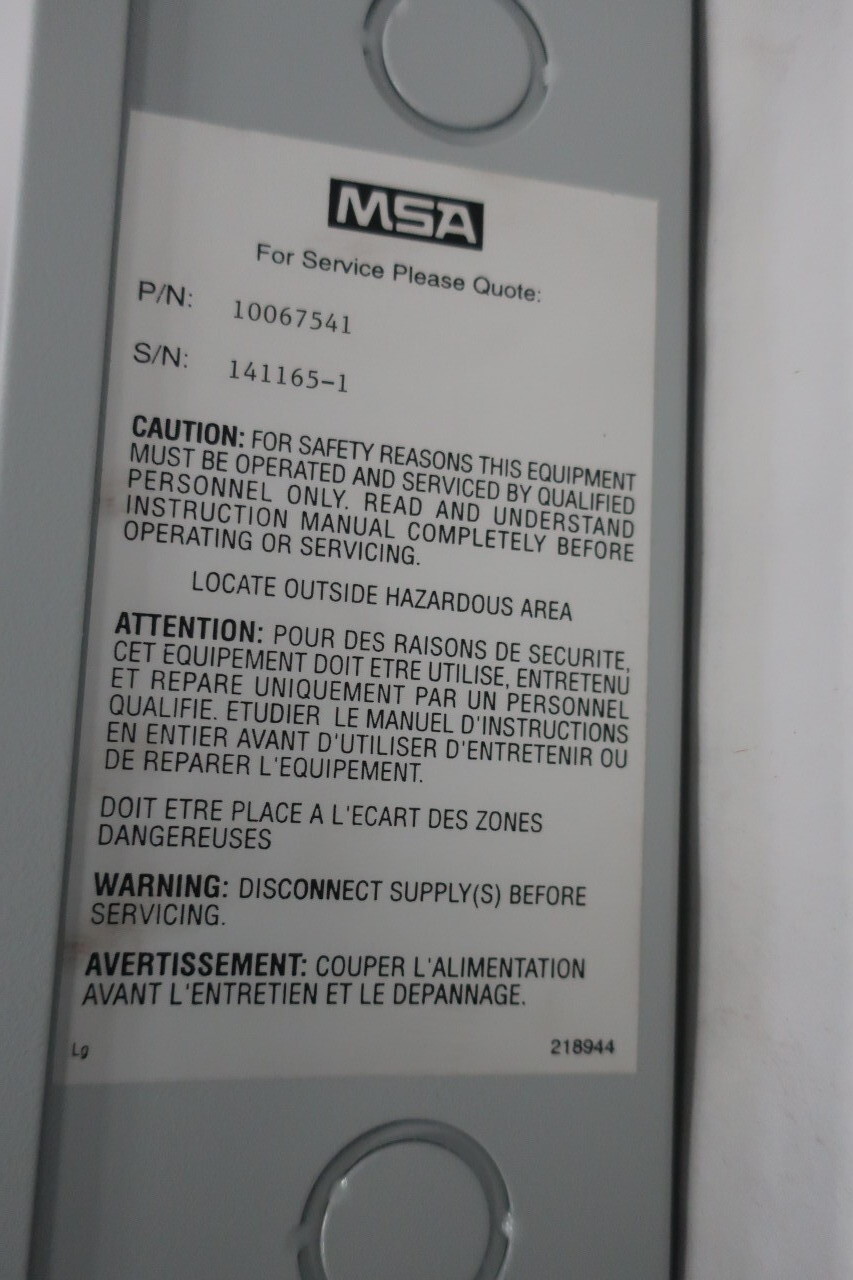 MSA
For Service Please Quote:
P/N: 10067541
S/N: 141165-1
CAUTION: FOR SAFETY REASONS THIS EQUIPMENT
MUST BE OPERATED AND SERVICED BY QUALIFIED
PERSONNEL ONLY. READ AND UNDERSTAND
INSTRUCTION MANUAL COMPLETELY BEFORE
OPERATING OR SERVICING.
LOCATE OUTSIDE HAZARDOUS AREA
ATTENTION: POUR DES RAISONS DE SECURITE,
CET EQUIPEMENT DOIT ETRE UTILISE, ENTRETENU
ET REPARE UNIQUEMENT PAR UN PERSONNEL
QUALIFIE. ETUDIER LE MANUEL D'INSTRUCTIONS
EN ENTIER AVANT D'UTILISER D'ENTRETENIR OU
DE REPARER L'EQUIPEMENT.
DOIT ETRE PLACE A L'ECART DES ZONES
DANGEREUSES
WARNING: DISCONNECT SUPPLY(S) BEFORE
SERVICING.
AVERTISSEMENT: COUPER L'ALIMENTATION
AVANT L'ENTRETIEN ET LE DEPANNAGE.
218944